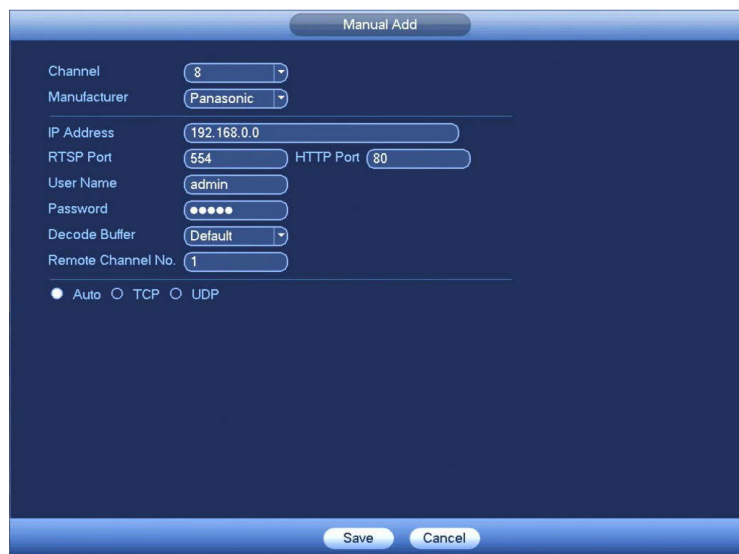 Manual Add
Channel 8
Manufacturer Panasonic
IP Address 192.168.0.0
RTSP Port 554 HTTP Port 80
User Name admin
Password ●●●●●
Decode Buffer Default
Remote Channel No. 1
Auto TCP UDP
Save Cancel